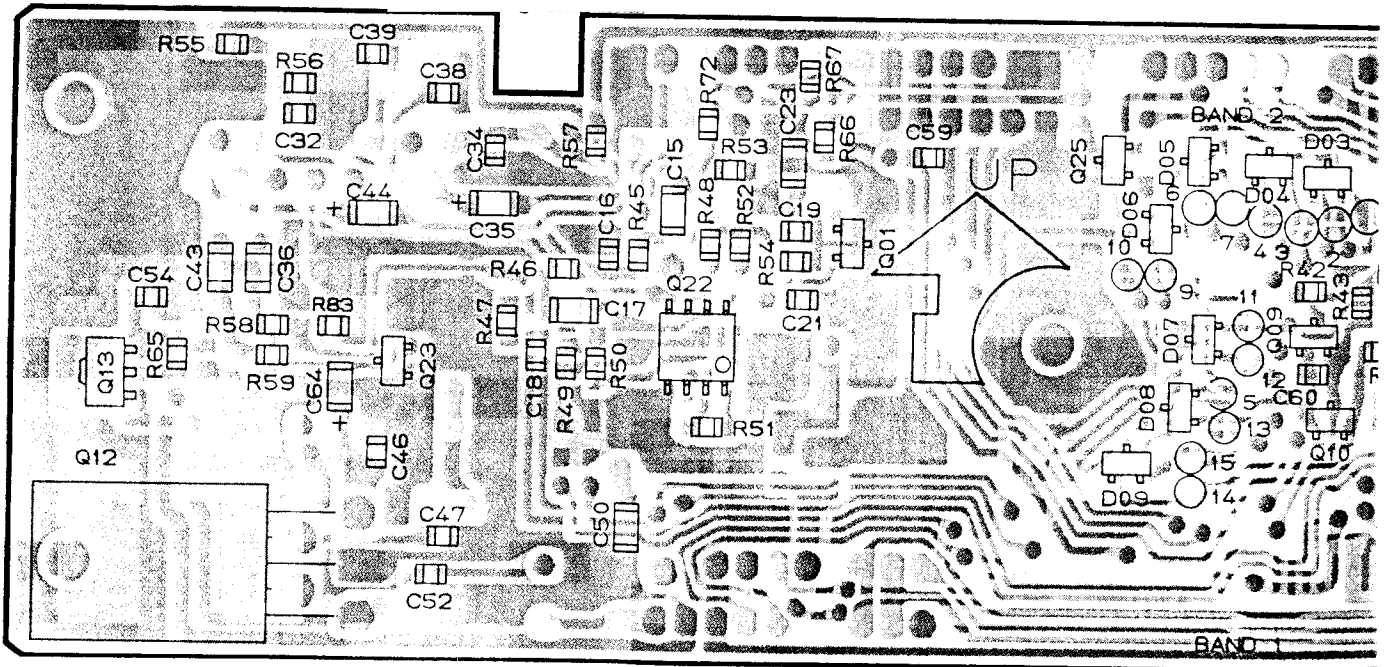 R55
C39
R56
C38
C32
C34
R57
R72
C23
R67
R66
R53
C59
UP
BAND 2
Q25
D05
D03
D04
D06
C44
+
+
C35
C16
R45
C15
R48
R52
C19
R54
Q01
C21
10
9
7
4
3
2
R42
R43
11
C43
C36
C54
R46
R47
C17
Q22
R58
R83
R59
R65
Q13
C64
+
Q23
C18
R49
R50
R51
D07
Q09
12
C60
D08
5
13
Q10
15
D09
14
Q12
C46
C47
C50
C52
BAND 1